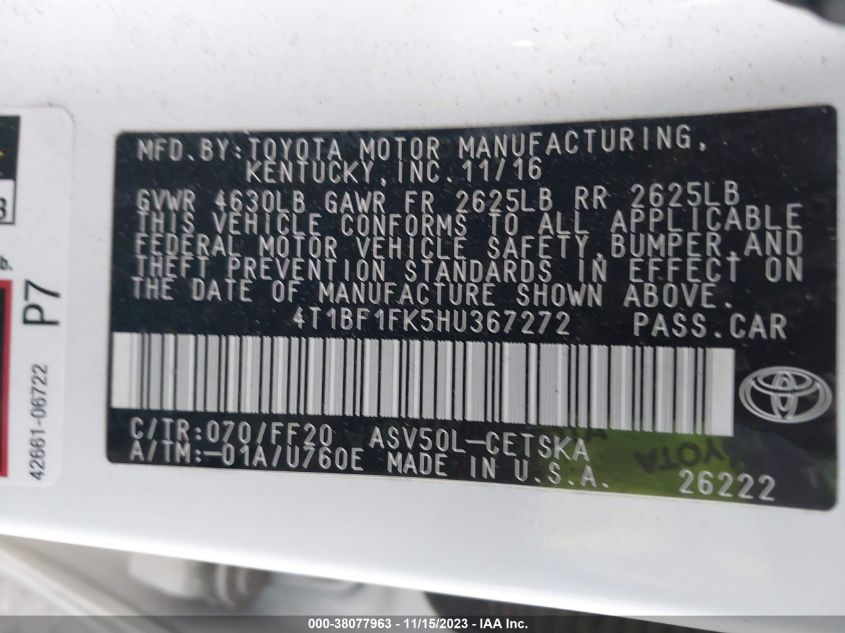 MFD.BY:TOYOTA MOTOR MANUFACTURING,
KENTUCKY,INC.11/16
GVWR 4630LB GAWR FR 2625LB RR 2625LB
THIS VEHICLE CONFORMS TO ALL APPLICABLE
FEDERAL MOTOR VEHICLE SAFETY,BUMPER,AND
THEFT PREVENTION STANDARDS IN EFFECT ON
THE DATE OF MANUFACTURE SHOWN ABOVE.
4T1BF1FK5HU367272 PASS.CAR
C/TR:070/FF20 ASV50L-CETSKA
A/TM:-01A/U760E MADE IN U.S.A.
26222
TOYOTA
P7
42661-06722
b.
3
000-38077963 - 11/15/2023 - IAA Inc.